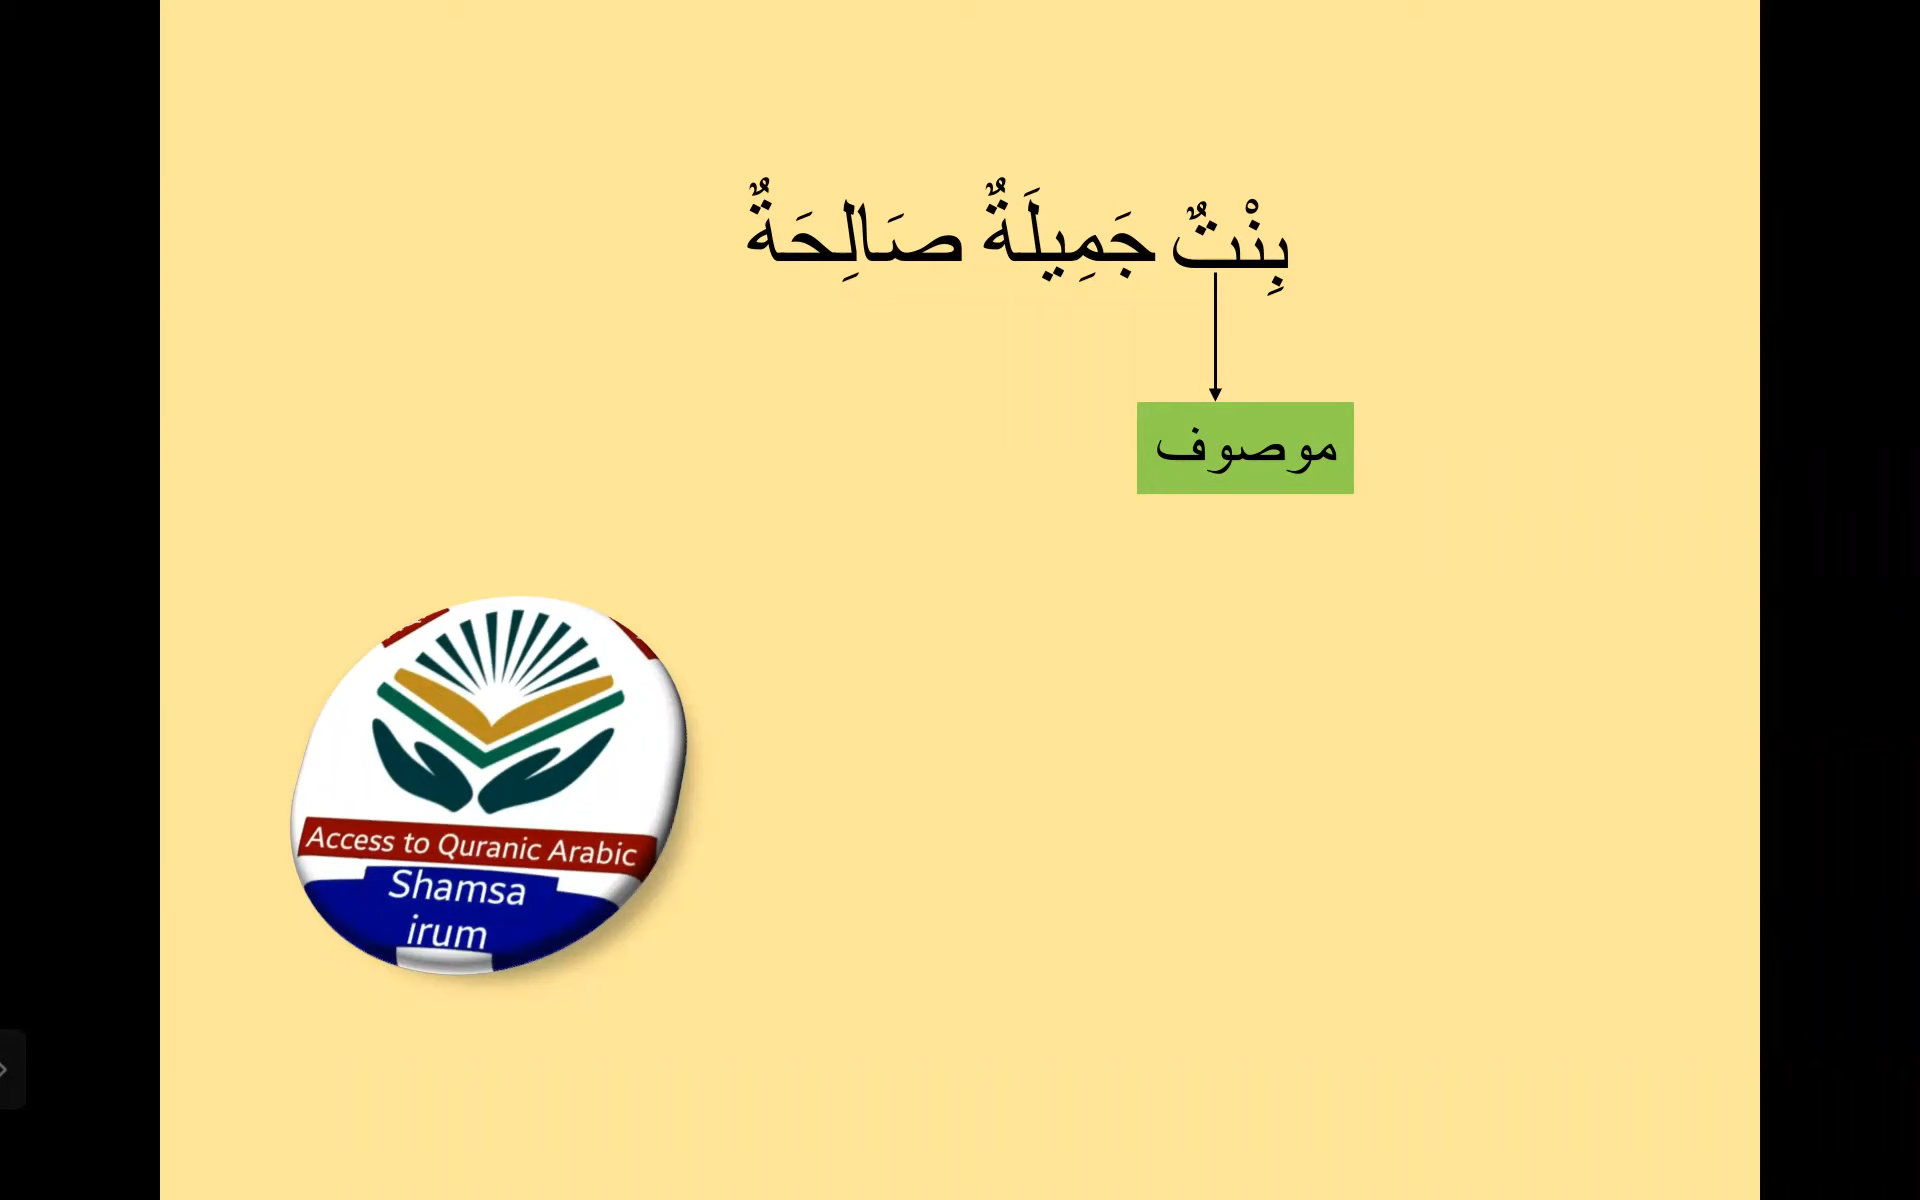 بِنْتٌ جَمِيلَةٌ صَالِحَةٌ
موصوف
Access to Quranic Arabic
Shamsa
irum